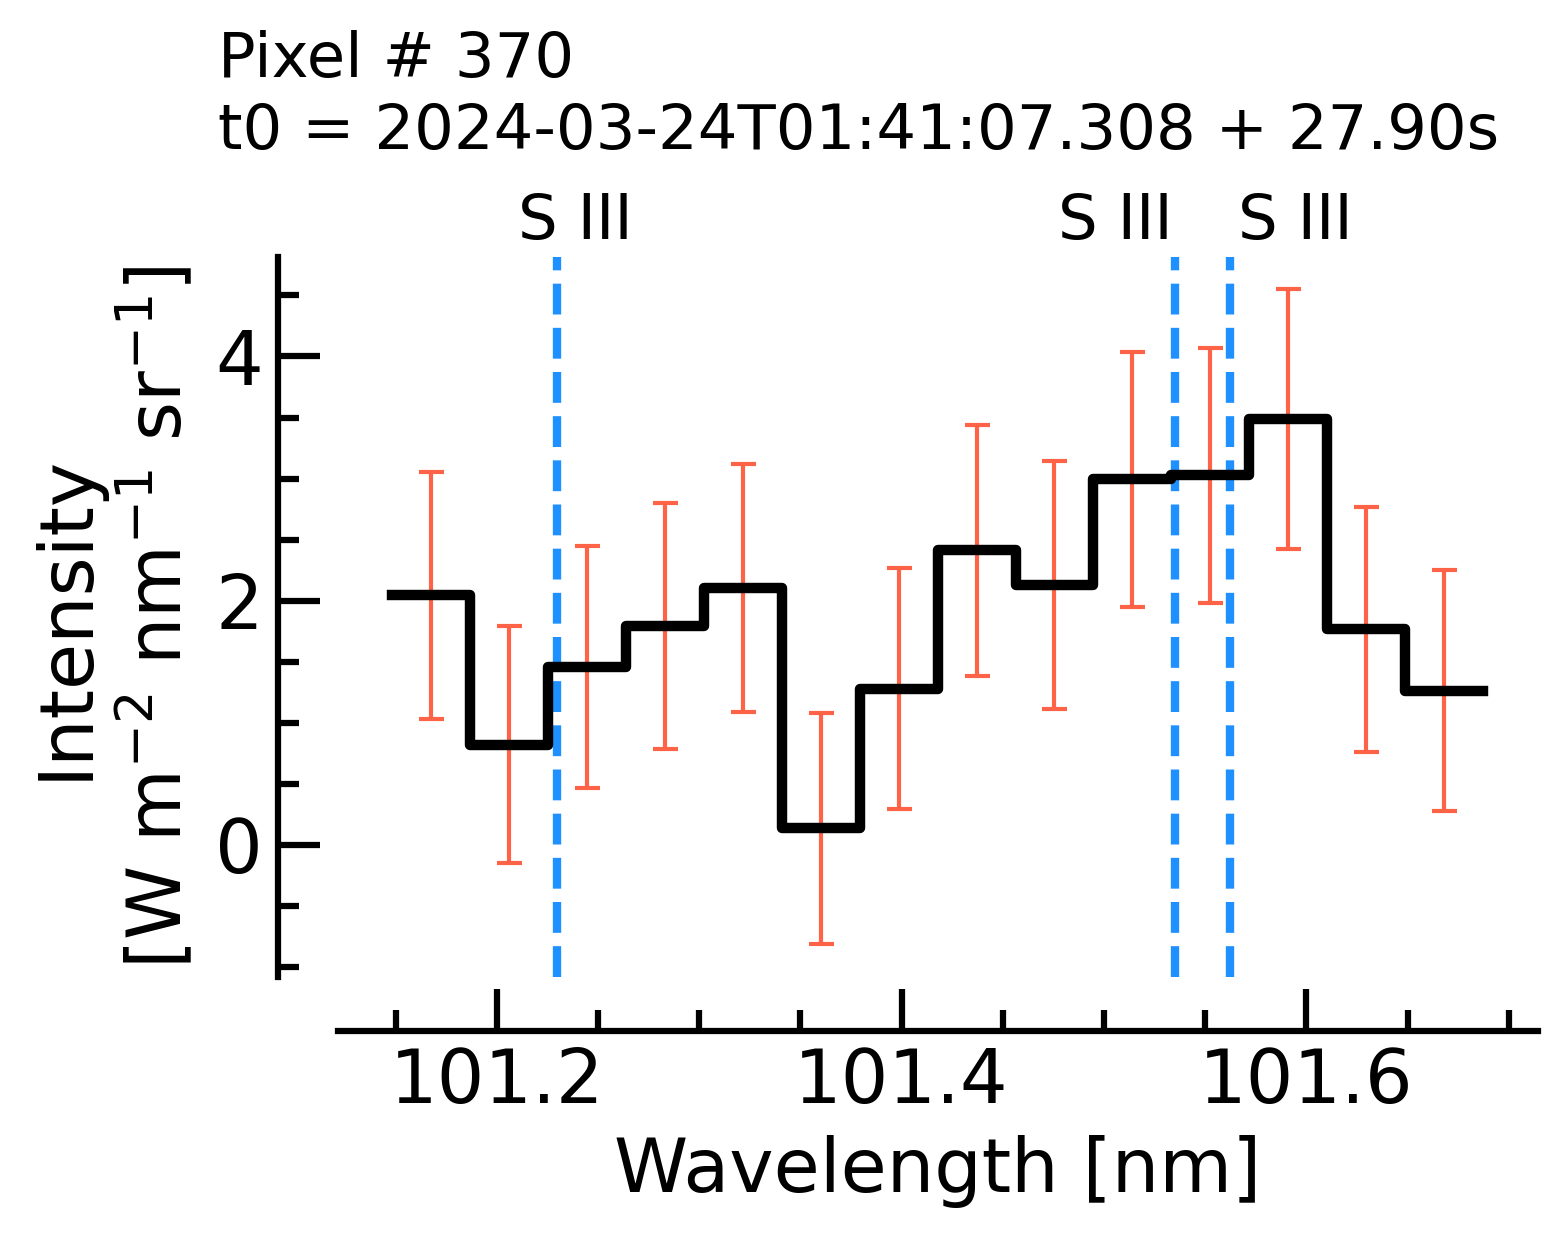 Pixel # 370
t0 = 2024-03-24T01:41:07.308 + 27.90s
S III S III S III
Intensity
[W m⁻² nm⁻¹ sr⁻¹]
4
2
0
101.2 101.4 101.6
Wavelength [nm]